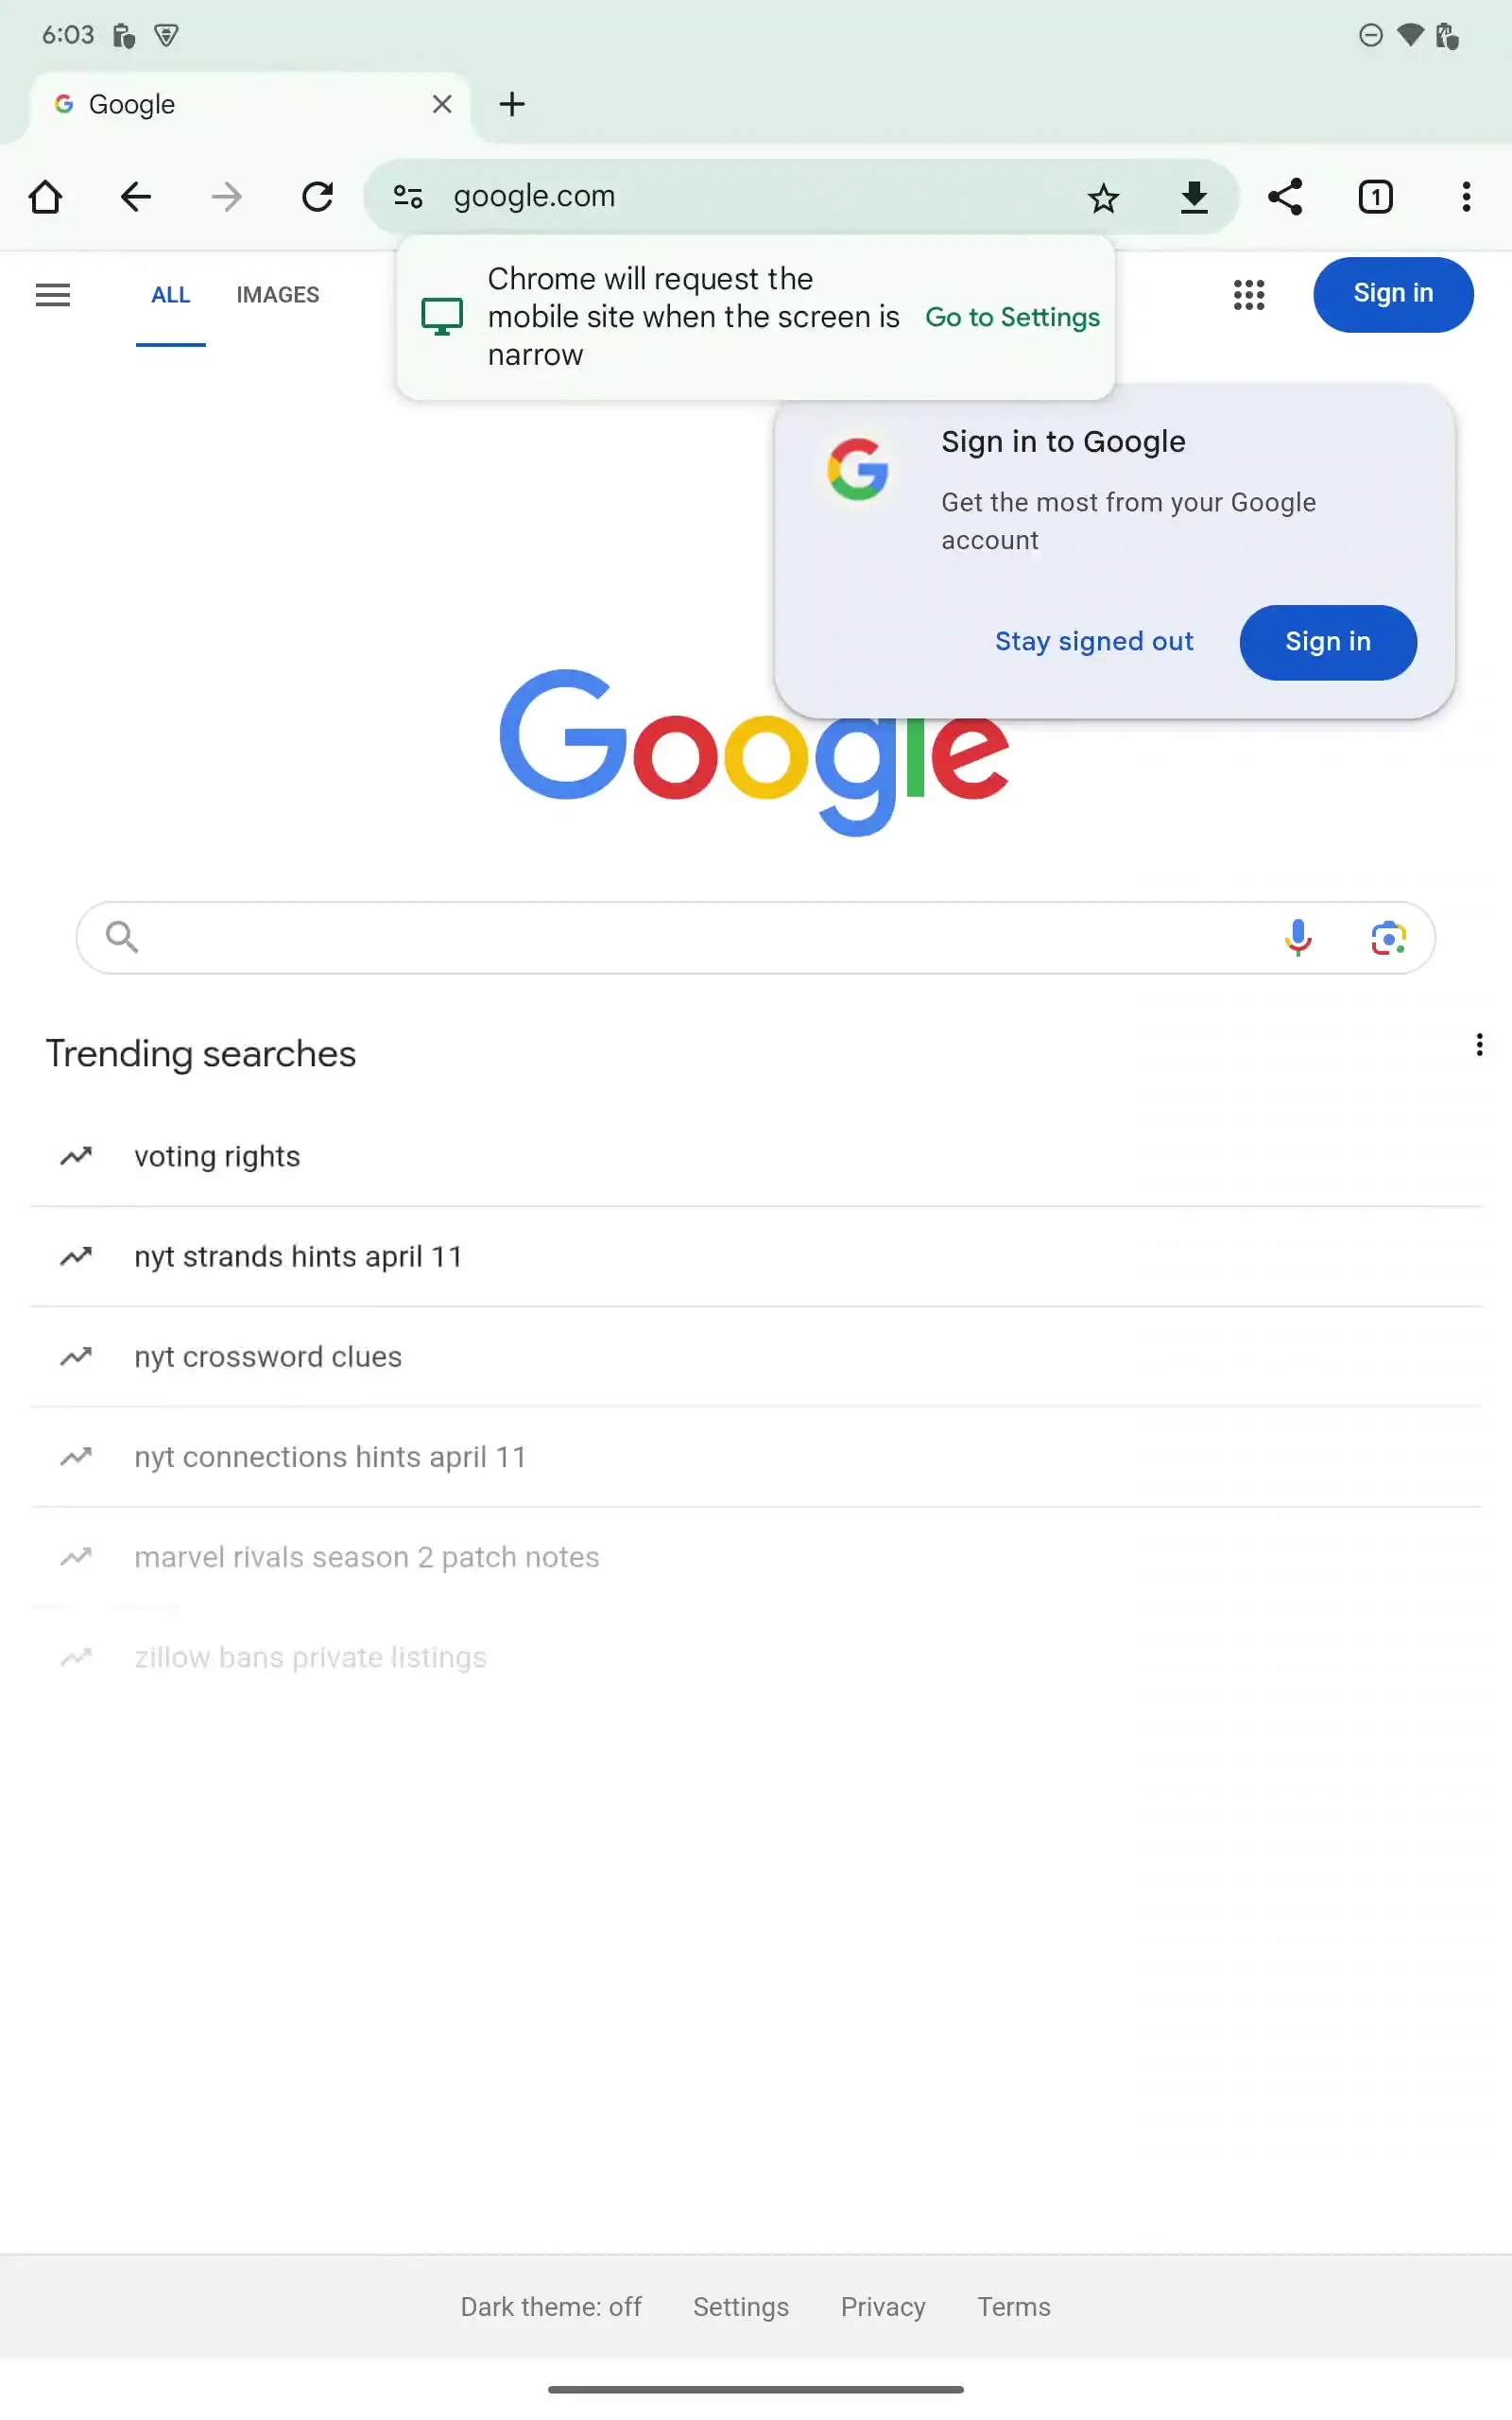 6:03
Google
google.com
1
Chrome will request the
mobile site when the screen is
narrow
Go to Settings
ALL
IMAGES
Sign in
Sign in to Google
Get the most from your Google
account
Stay signed out
Sign in
Google
Trending searches
voting rights
nyt strands hints april 11
nyt crossword clues
nyt connections hints april 11
marvel rivals season 2 patch notes
zillow bans private listings
Dark theme: off
Settings
Privacy
Terms